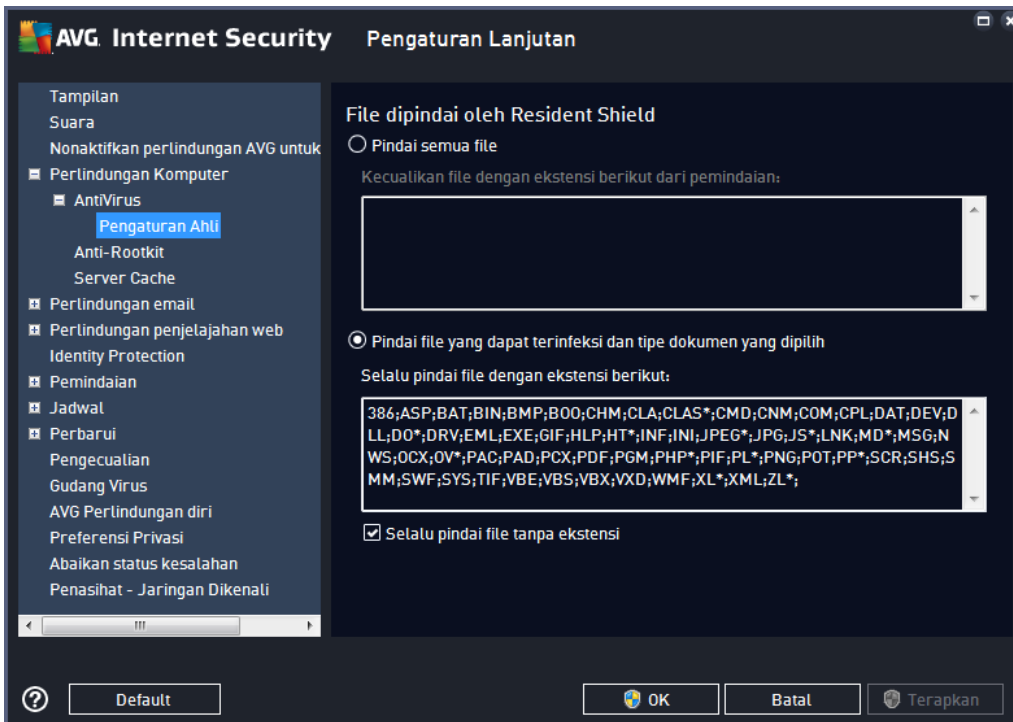 AVG. Internet Security Pengaturan Lanjutan
Tampilan
Suara
Nonaktifkan perlindungan AVG untuk
Perlindungan Komputer
AntiVirus
Pengaturan Ahli
Anti-Rootkit
Server Cache
Perlindungan email
Perlindungan penjelajahan web
Identity Protection
Pemindaian
Jadwal
Perbarui
Pengecualian
Gudang Virus
AVG Perlindungan diri
Preferensi Privasi
Abaikan status kesalahan
Penasihat - Jaringan Dikenali
File dipindai oleh Resident Shield
Pindai semua file
Kecualikan file dengan ekstensi berikut dari pemindaian:
Pindai file yang dapat terinfeksi dan tipe dokumen yang dipilih
Selalu pindai file dengan ekstensi berikut:
386;ASP;BAT;BIN;BMP;BOO;CHM;CLA;CLAS*;CMD;CNM;COM;CPL;DAT;DEV;D
LL;DO*;DRV;EML;EXE;GIF;HLP;HT*;INF;INI;JPEG*;JPG;JS*;LNK;MD*;MSG;N
WS;OCX;OV*;PAC;PAD;PCX;PDF;PGM;PHP*;PIF;PL*;PNG;POT;PP*;SCR;SHS;S
MM;SWF;SYS;TIF;VBE;VBS;VBX;VXD;WMF;XL*;XML;ZL*;
Selalu pindai file tanpa ekstensi
? Default OK Batal Terapkan